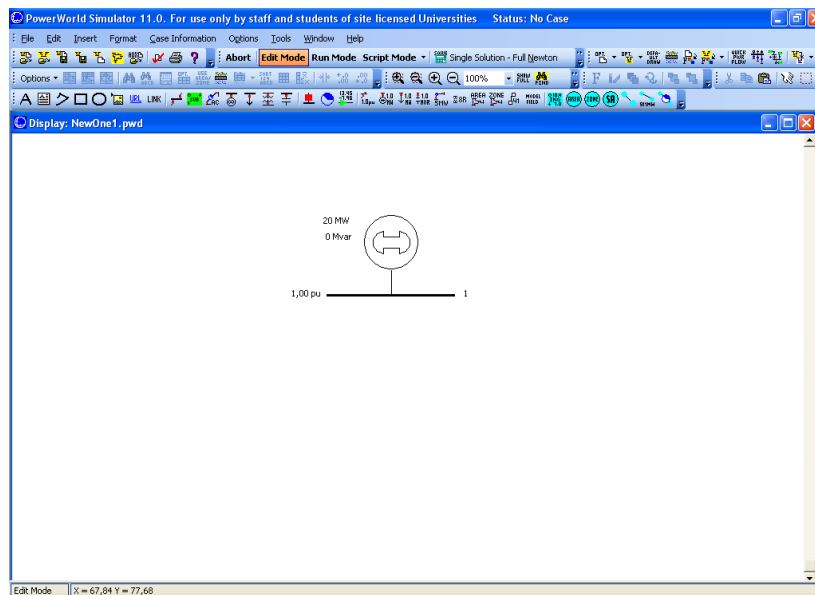 PowerWorld Simulator 11.0. For use only by staff and students of site licensed Universities Status: No Case
File Edit Insert Format Case Information Options Tools Window Help
Abort Edit Mode Run Mode Script Mode Single Solution - Full Newton
Options 100%
A URL LINK
Display: NewOne1.pwd
20 MW
0 Mvar
1,00 pu 1
Edit Mode X = 67,84 Y = 77,68